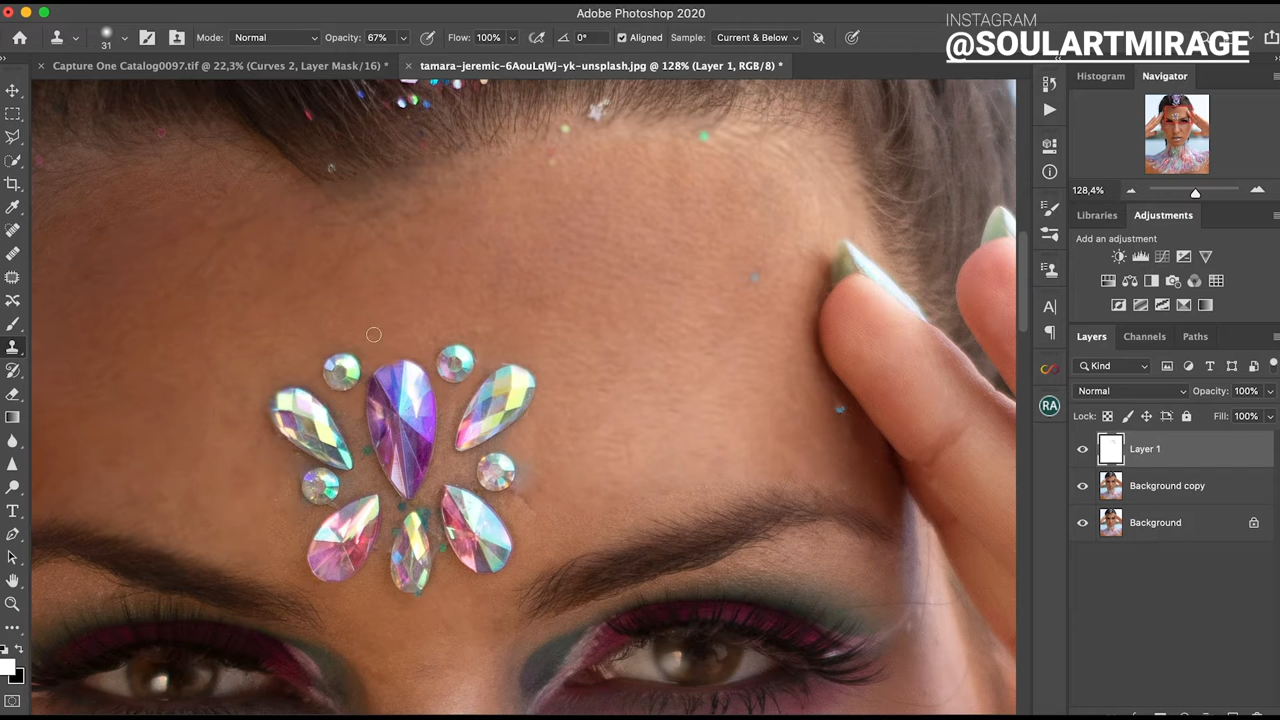 Adobe Photoshop 2020
INSTAGRAM
@SOULARTMIRAGE
31
Mode: Normal
Opacity: 67%
Flow: 100%
0°
Aligned
Sample: Current & Below
Capture One Catalog0097.tif @ 22,3% (Curves 2, Layer Mask/16) *
tamara-jeremic-6AouLqWj-yk-unsplash.jpg @ 128% (Layer 1, RGB/8) *
Histogram
Navigator
128,4%
Libraries
Adjustments
Add an adjustment
Layers
Channels
Paths
Kind
Normal
Opacity: 100%
Lock:
Fill: 100%
Layer 1
Background copy
Background
RA